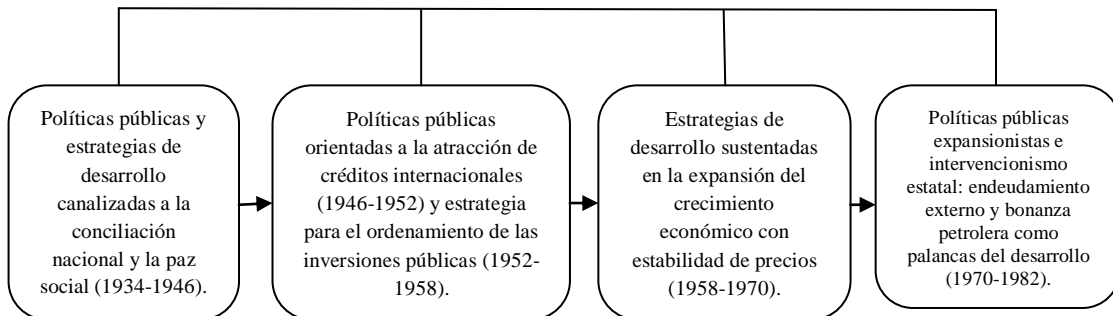 Políticas públicas y
estrategias de
desarrollo
canalizadas a la
conciliación
nacional y la paz
social (1934-1946).
Políticas públicas
orientadas a la atracción de
créditos internacionales
(1946-1952) y estrategia
para el ordenamiento de las
inversiones públicas (1952-
1958).
Estrategias de
desarrollo sustentadas
en la expansión del
crecimiento
económico con
estabilidad de precios
(1958-1970).
Políticas públicas
expansionistas e
intervencionismo
estatal: endeudamiento
externo y bonanza
petrolera como
palancas del desarrollo
(1970-1982).